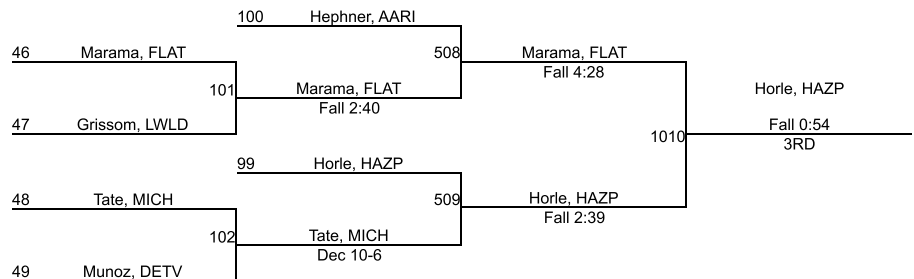 100 Hephner, AARI
46 Marama, FLAT
508 Marama, FLAT
Fall 4:28
101 Marama, FLAT
Fall 2:40
Horle, HAZP
47 Grissom, LWLD
Fall 0:54
1010
3RD
99 Horle, HAZP
48 Tate, MICH
509 Horle, HAZP
Fall 2:39
102 Tate, MICH
Dec 10-6
49 Munoz, DETV